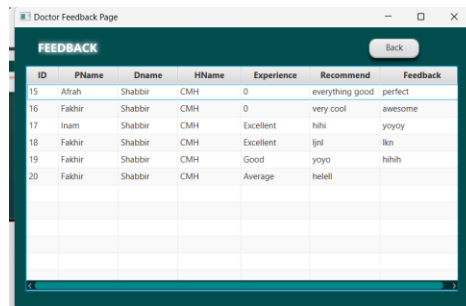 Doctor Feedback Page
FEEDBACK
Back
ID PName Dname HName Experience Recommend Feedback
15 Afrah Shabbir CMH 0 everything good perfect
16 Fakhir Shabbir CMH 0 very cool awesome
17 Inam Shabbir CMH Excellent hihi yoyoy
18 Fakhir Shabbir CMH Excellent ljnl lkn
19 Fakhir Shabbir CMH Good yoyo hihih
20 Fakhir Shabbir CMH Average helell